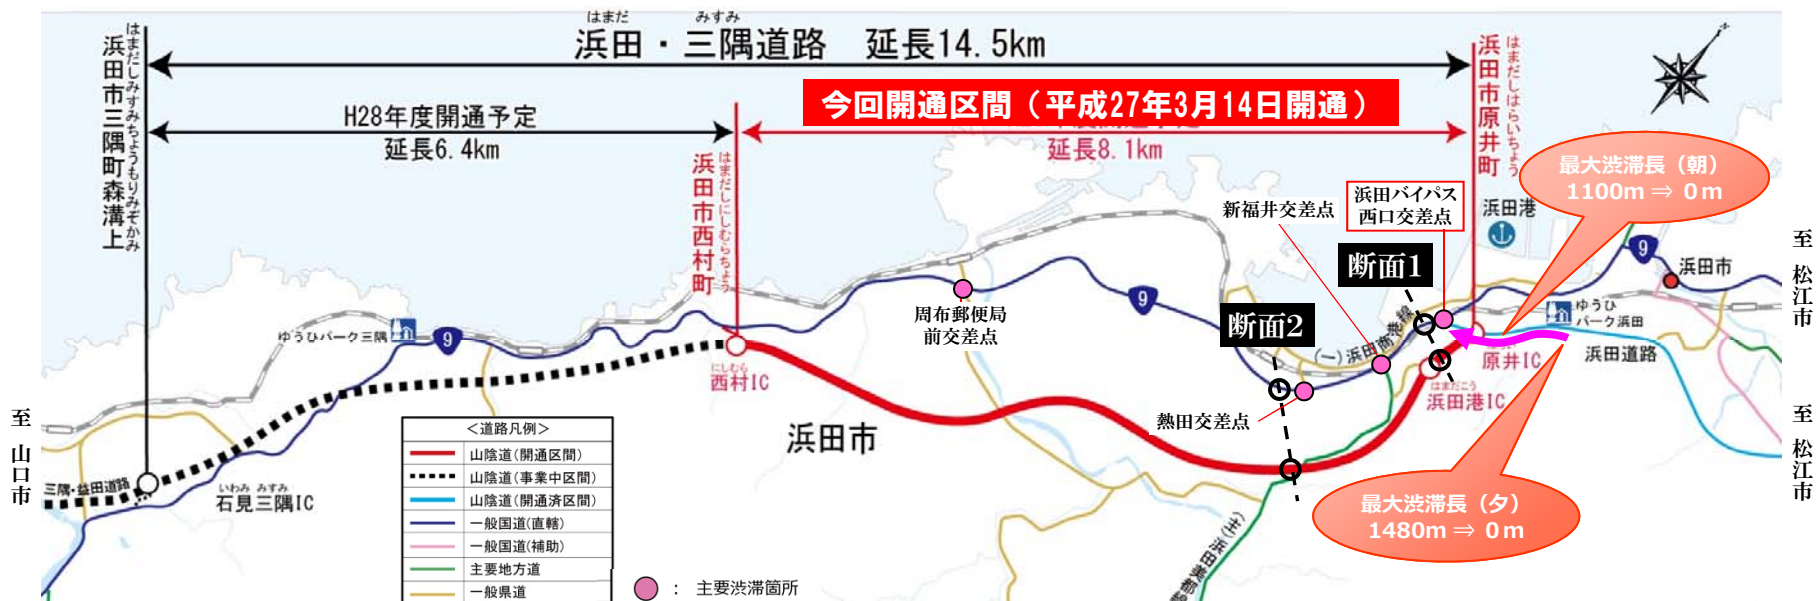 はまだ みすみ
浜田・三隅道路 延長14.5km
今回開通区間（平成27年3月14日開通）
H28年度開通予定
延長6.4km
延長8.1km
浜田市三隅町森溝上
はまだしみすみちょうもりみぞかみ
浜田市西村町
はまだしにしむらちょう
浜田市原井町
はまだしはらいちょう
最大渋滞長（朝）
1100m ⇒ 0m
浜田港
浜田バイパス
西口交差点
新福井交差点
断面1
断面2
9
浜田市
至 松江市
ゆうひ
パーク浜田
浜田道路
9
周布郵便局
前交差点
(一)浜田商港線
原井IC
はまだこう
浜田港IC
熱田交差点
ゆうひパーク三隅
9
にしむら
西村IC
浜田市
至 松江市
至 山口市
三隅・益田道路
いわみ みすみ
石見三隅IC
最大渋滞長（夕）
1480m ⇒ 0m
(主)浜田美都
＜道路凡例＞
山陰道(開通区間)
山陰道(事業中区間)
山陰道(開通済区間)
一般国道(直轄)
一般国道(補助)
主要地方道
一般県道
： 主要渋滞箇所